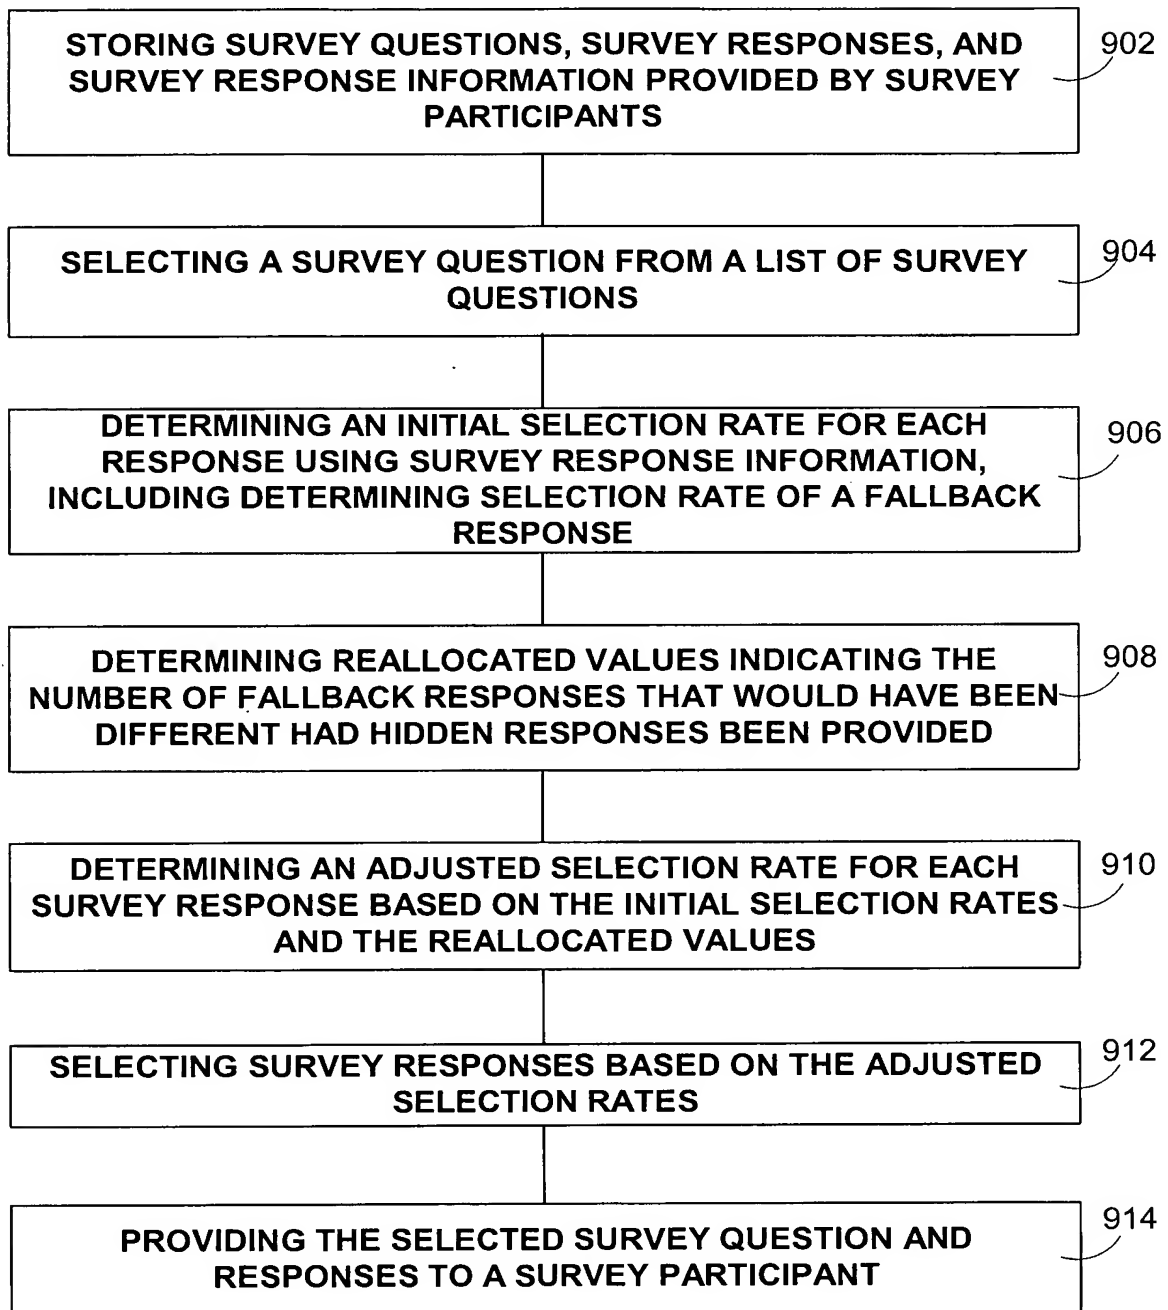 STORING SURVEY QUESTIONS, SURVEY RESPONSES, AND
SURVEY RESPONSE INFORMATION PROVIDED BY SURVEY
PARTICIPANTS
902
SELECTING A SURVEY QUESTION FROM A LIST OF SURVEY
QUESTIONS
904
DETERMINING AN INITIAL SELECTION RATE FOR EACH
RESPONSE USING SURVEY RESPONSE INFORMATION,
INCLUDING DETERMINING SELECTION RATE OF A FALLBACK
RESPONSE
906
DETERMINING REALLOCATED VALUES INDICATING THE
NUMBER OF FALLBACK RESPONSES THAT WOULD HAVE BEEN
DIFFERENT HAD HIDDEN RESPONSES BEEN PROVIDED
908
DETERMINING AN ADJUSTED SELECTION RATE FOR EACH
SURVEY RESPONSE BASED ON THE INITIAL SELECTION RATES
AND THE REALLOCATED VALUES
910
SELECTING SURVEY RESPONSES BASED ON THE ADJUSTED
SELECTION RATES
912
PROVIDING THE SELECTED SURVEY QUESTION AND
RESPONSES TO A SURVEY PARTICIPANT
914